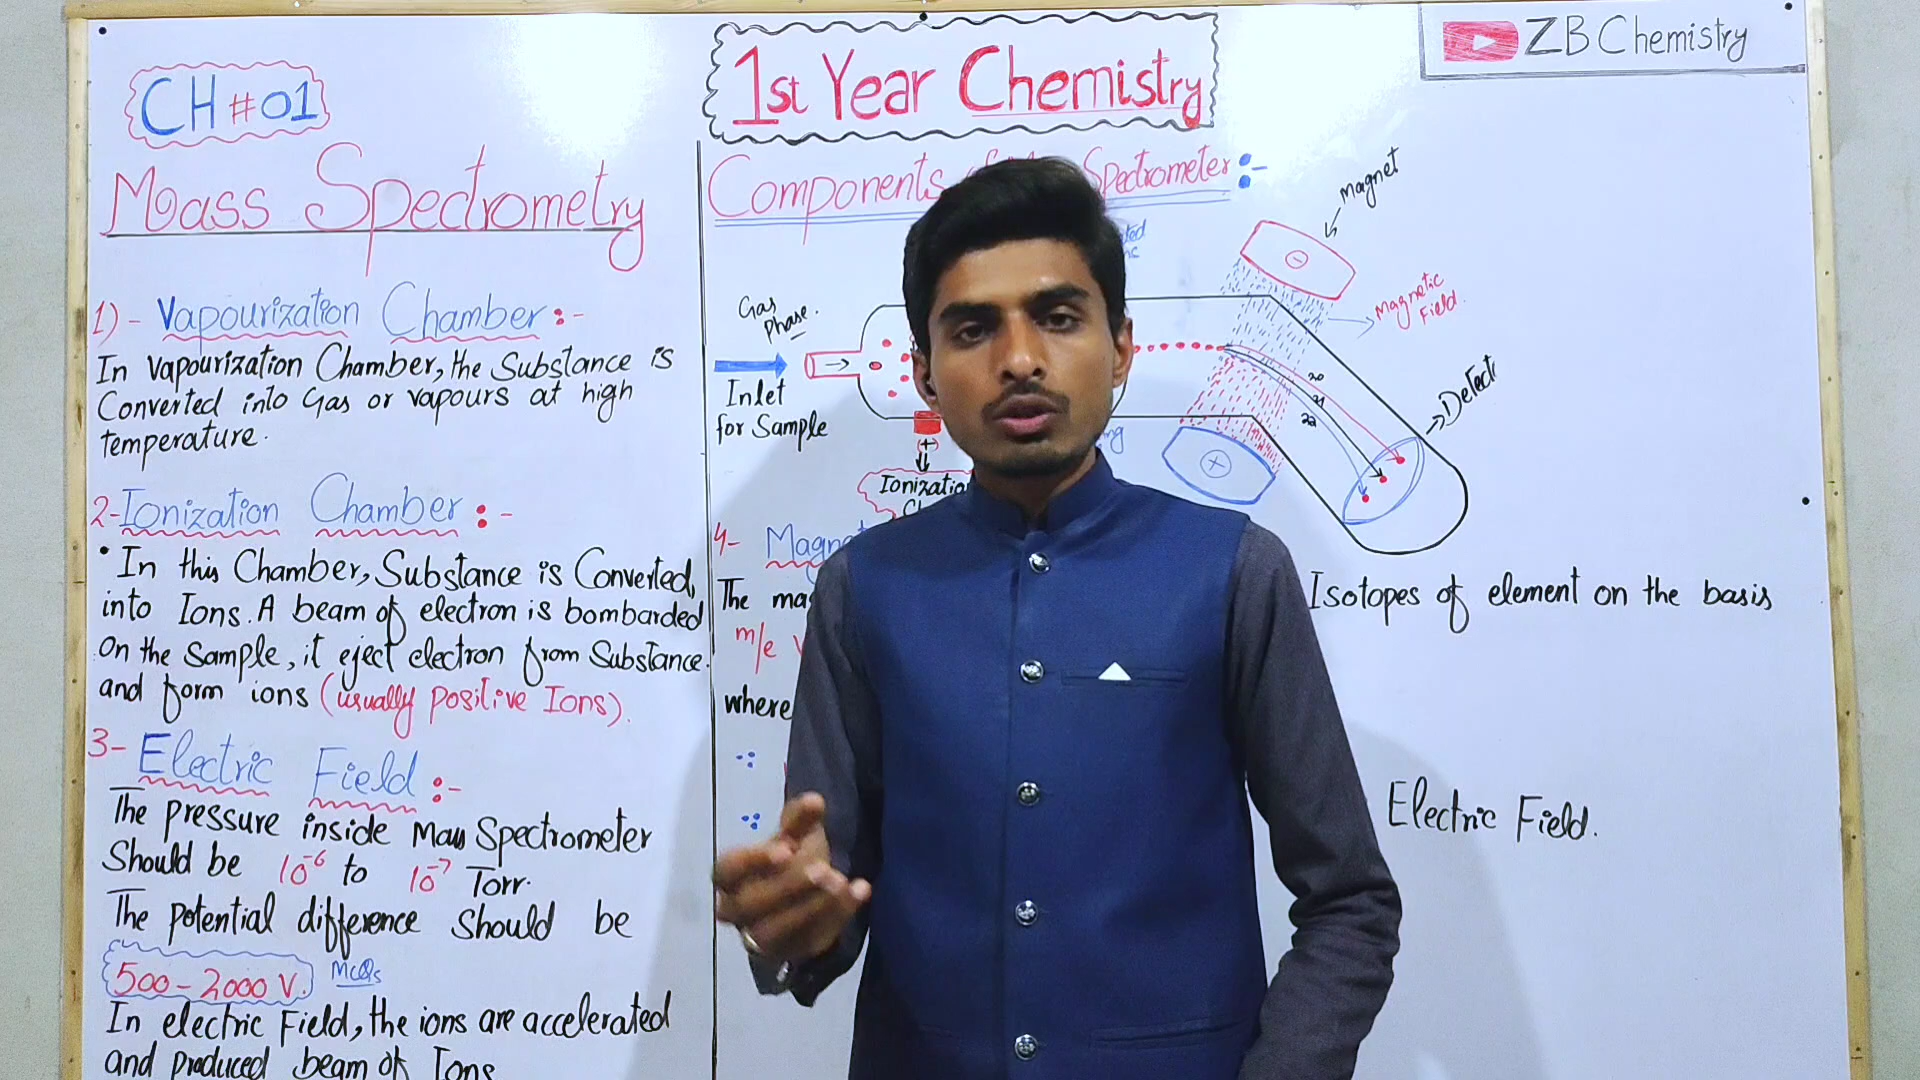 CH #01
1st Year Chemistry
ZB Chemistry
Mass Spectrometry
1)- Vapourization Chamber :-
In Vapourization Chamber, the Substance is
Converted into Gas or vapours at high
temperature.
2- Ionization Chamber :-
• In this Chamber, Substance is Converted,
into Ions. A beam of electron is bombarded
on the Sample, it eject electron from Substance.
and form ions (usually positive Ions).
3- Electric Field :-
The pressure inside Mass Spectrometer
Should be 10⁻⁶ to 10⁻⁷ Torr.
The potential difference Should be
500-2000 V. MCQs
In electric Field, the ions are accelerated
and produced beam of Ions
Components Spectrometer :-
Magnet
Gas
phase.
Magnetic
Field.
Inlet
for Sample
+
-
+
20
21
22
Ionization
4-
The Isotopes of element on the basis
m/e
where
Electric Field.